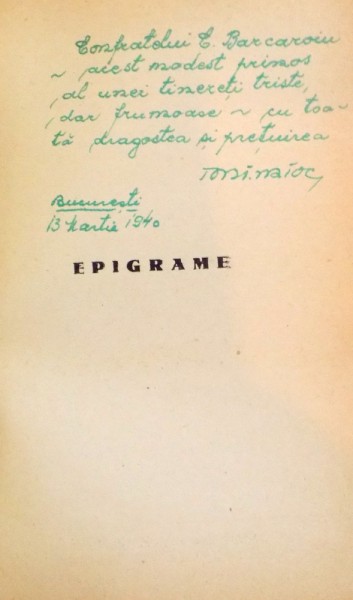 Confratelui E. Barcaroiu
~ acest modest prinos
al unei tinereți triste,
dar frumoase ~ cu toa-
tă dragostea și prețuirea
București
13 Martie 1940
EPIGRAME